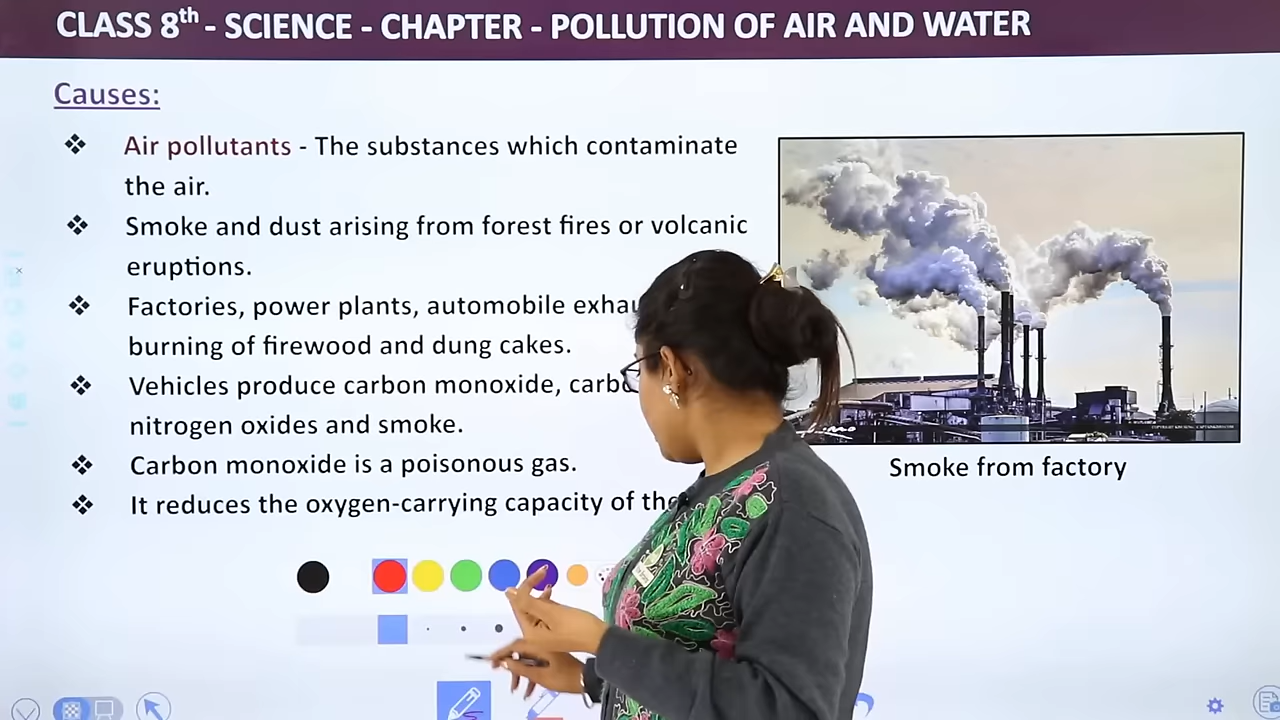 CLASS 8th - SCIENCE - CHAPTER - POLLUTION OF AIR AND WATER
Causes:
Air pollutants - The substances which contaminate
the air.
Smoke and dust arising from forest fires or volcanic
eruptions.
Factories, power plants, automobile
burning of firewood and dung cakes.
Vehicles produce carbon monoxide,
nitrogen oxides and smoke.
Carbon monoxide is a poisonous gas.
It reduces the oxygen-carrying capacity of
Smoke from factory